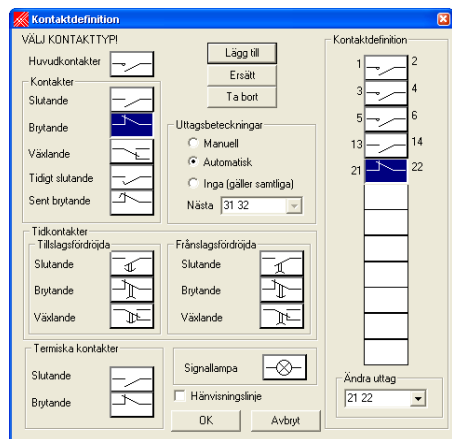 Kontaktdefinition
VÄLJ KONTAKTTYP!
Huvudkontakter
Kontakter
Slutande
Brytande
Växlande
Tidigt slutande
Sent brytande
Lägg till
Ersätt
Ta bort
Uttagsbeteckningar
Manuell
Automatisk
Inga (gäller samtliga)
Nästa 31 32
Tidkontakter
Tillslagsfördröjda
Slutande
Brytande
Växlande
Frånslagsfördröjda
Slutande
Brytande
Växlande
Termiska kontakter
Slutande
Brytande
Signallampa
Hänvisningslinje
OK Avbryt
Kontaktdefinition
1 2
3 4
5 6
13 14
21 22
Ändra uttag
21 22